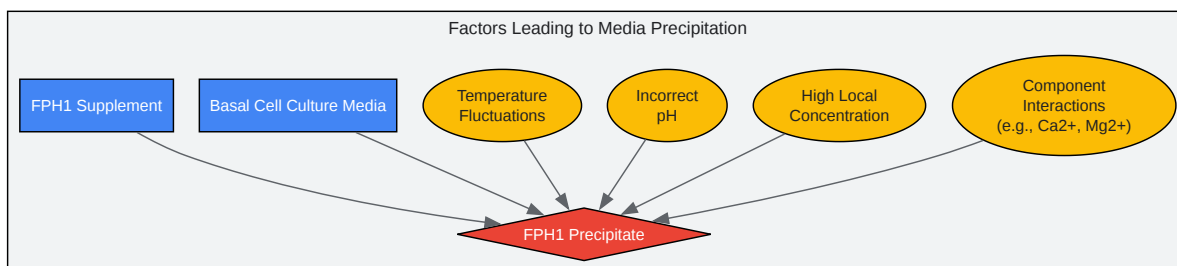 Factors Leading to Media Precipitation
FPH1 Supplement
Basal Cell Culture Media
Temperature
Fluctuations
Incorrect
pH
High Local
Concentration
Component
Interactions
(e.g., Ca2+, Mg2+)
FPH1 Precipitate